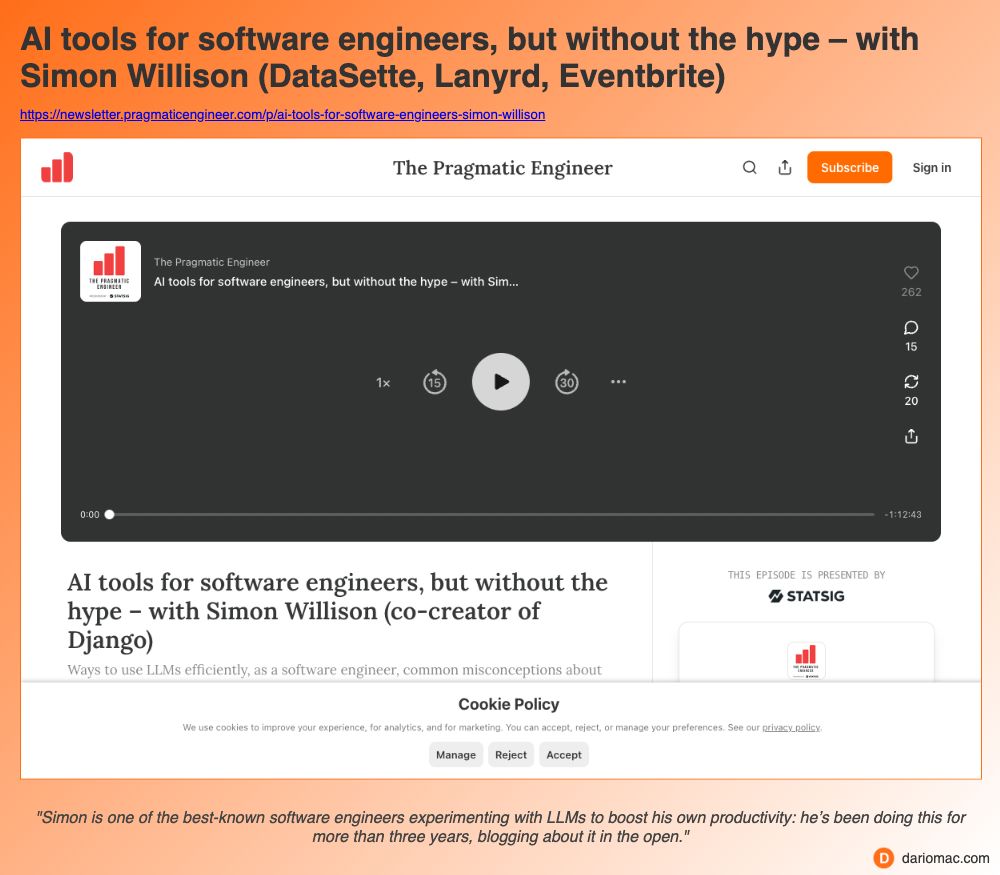 AI tools for software engineers, but without the hype – with
Simon Willison (DataSette, Lanyrd, Eventbrite)
https://newsletter.pragmaticengineer.com/p/ai-tools-for-software-engineers-simon-willison
The Pragmatic Engineer
Subscribe
Sign in
THE PRAGMATIC
ENGINEER
STATSIG
The Pragmatic Engineer
AI tools for software engineers, but without the hype – with Sim...
262
15
20
1×
15
30
0:00
-1:12:43
AI tools for software engineers, but without the
hype – with Simon Willison (co-creator of
Django)
Ways to use LLMs efficiently, as a software engineer, common misconceptions about
THIS EPISODE IS PRESENTED BY
STATSIG
THE PRAGMATIC
ENGINEER
Cookie Policy
We use cookies to improve your experience, for analytics, and for marketing. You can accept, reject, or manage your preferences. See our privacy policy.
Manage
Reject
Accept
"Simon is one of the best-known software engineers experimenting with LLMs to boost his own productivity: he’s been doing this for
more than three years, blogging about it in the open."
D
dariomac.com